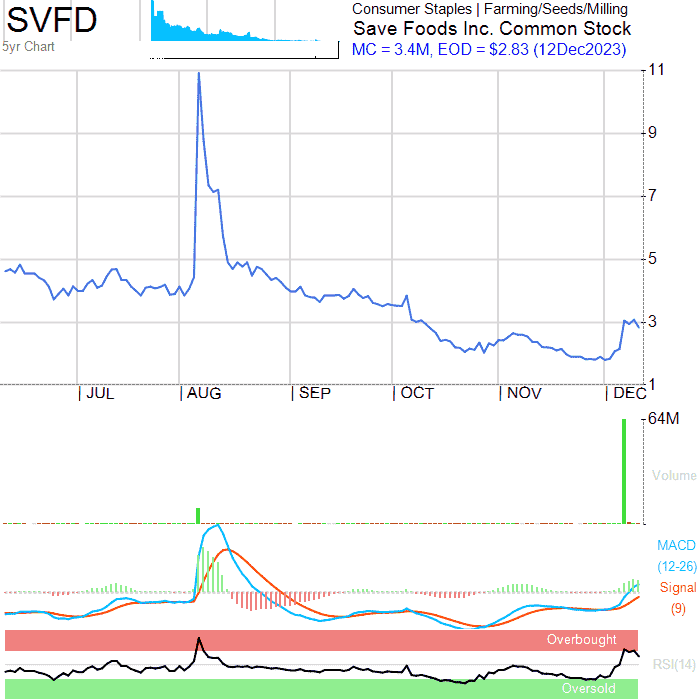 SVFD
5yr Chart
Consumer Staples | Farming/Seeds/Milling
Save Foods Inc. Common Stock
MC = 3.4M, EOD = $2.83 (12Dec2023)
11
9
7
5
3
1
| JUL | AUG | SEP | OCT | NOV | DEC
64M
Volume
MACD
(12-26)
Signal
(9)
Overbought
RSI(14)
Oversold